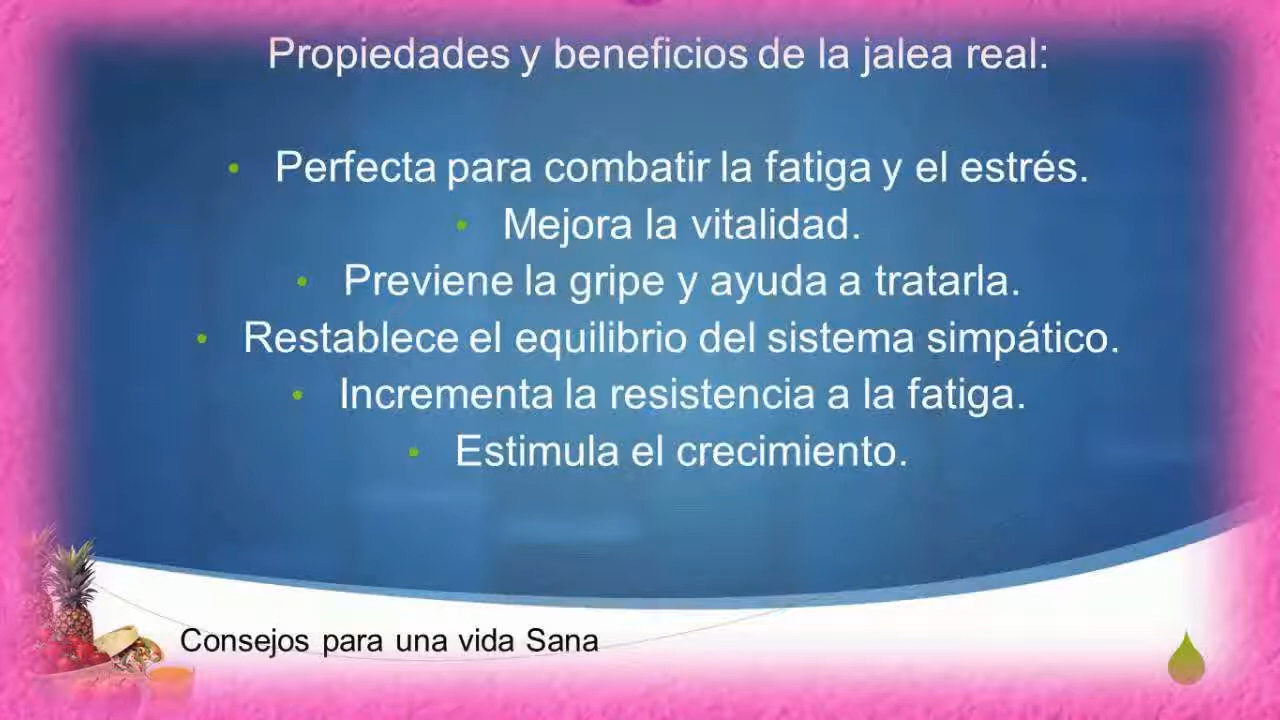 Propiedades y beneficios de la jalea real:
• Perfecta para combatir la fatiga y el estrés.
• Mejora la vitalidad.
• Previene la gripe y ayuda a tratarla.
• Restablece el equilibrio del sistema simpático.
• Incrementa la resistencia a la fatiga.
• Estimula el crecimiento.
Consejos para una vida Sana